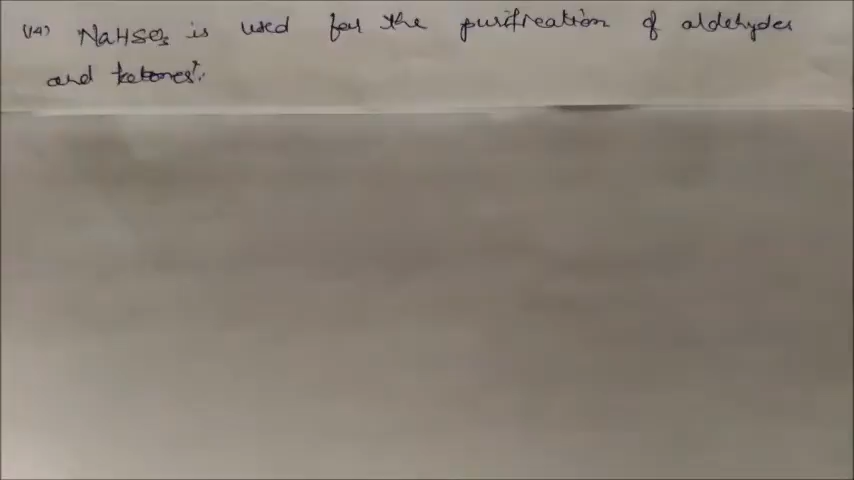 (14) NaHSO3 is used for the purification of aldehydes
and ketones?